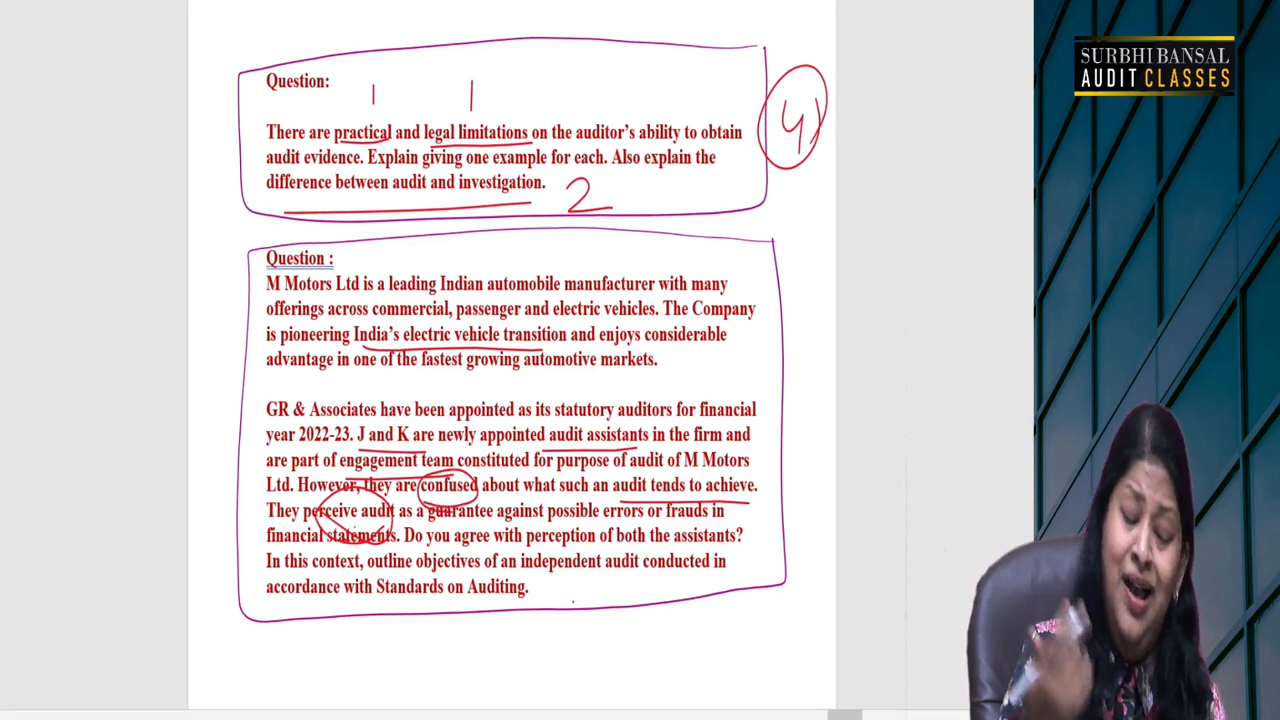 SURBHI BANSAL
AUDIT CLASSES
Question:
1 1
There are practical and legal limitations on the auditor's ability to obtain
audit evidence. Explain giving one example for each. Also explain the
difference between audit and investigation.
2
Question :
M Motors Ltd is a leading Indian automobile manufacturer with many
offerings across commercial, passenger and electric vehicles. The Company
is pioneering India's electric vehicle transition and enjoys considerable
advantage in one of the fastest growing automotive markets.
GR & Associates have been appointed as its statutory auditors for financial
year 2022-23. J and K are newly appointed audit assistants in the firm and
are part of engagement team constituted for purpose of audit of M Motors
Ltd. However, they are confused about what such an audit tends to achieve.
They perceive audit as a guarantee against possible errors or frauds in
financial statements. Do you agree with perception of both the assistants?
In this context, outline objectives of an independent audit conducted in
accordance with Standards on Auditing.